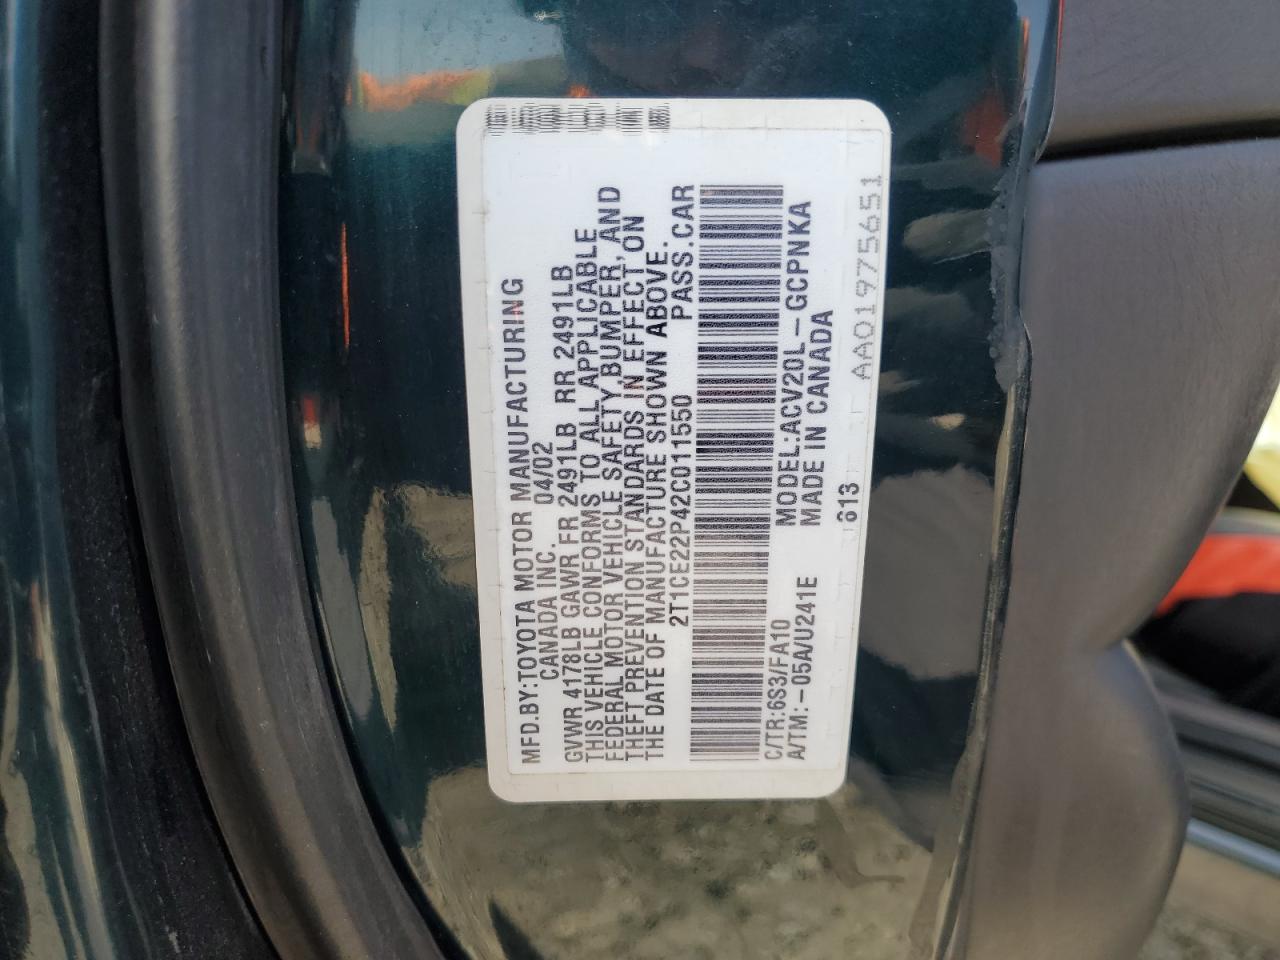 MFD.BY:TOYOTA MOTOR MANUFACTURING
CANADA INC. 04/02
GVWR 4178LB GAWR FR 2491LB RR 2491LB
THIS VEHICLE CONFORMS TO ALL APPLICABLE
FEDERAL MOTOR VEHICLE SAFETY,BUMPER, AND
THEFT PREVENTION STANDARDS IN EFFECT ON
THE DATE OF MANUFACTURE SHOWN ABOVE.
2T1CE22P42C011550 PASS.CAR
C/TR:6S3/FA10 MODEL:ACV20L-GCPNKA
A/TM:-05A/U241E MADE IN CANADA
613 AA01975651